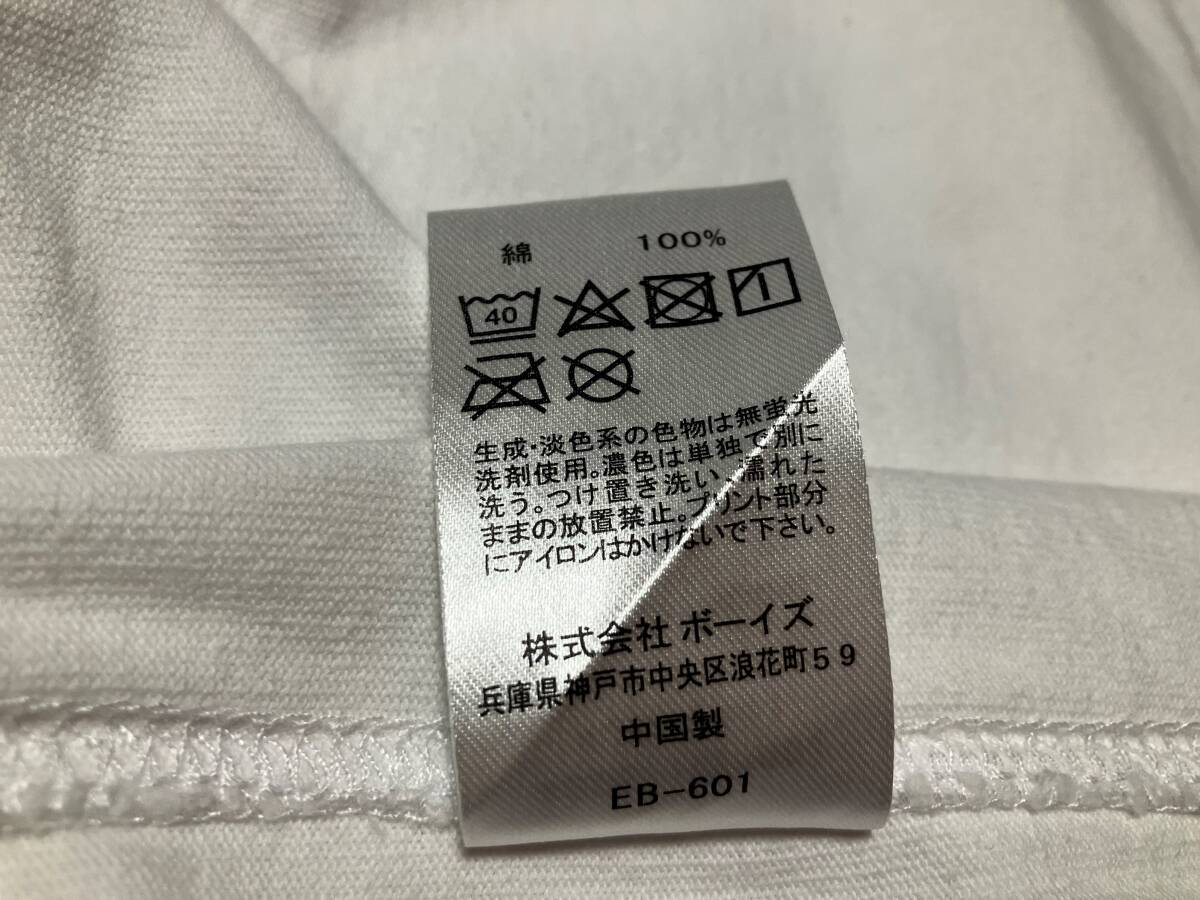 綿 100%
40
生成・淡色系の色物は無蛍光
洗剤使用。濃色は単独で別に
洗う。つけ置き洗い、濡れた
ままの放置禁止。プリント部分
にアイロンはかけないで下さい。
株式会社 ボーイズ
兵庫県神戸市中央区浪花町59
中国製
EB-601